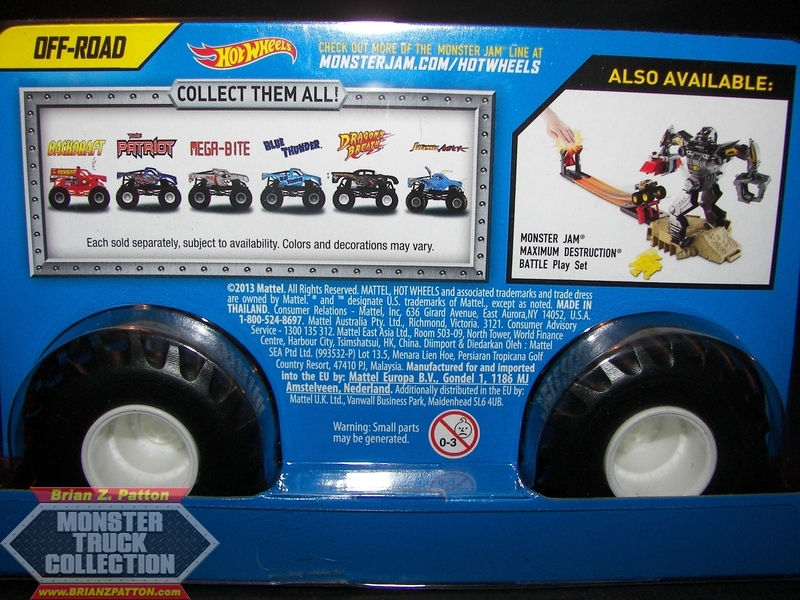 OFF-ROAD
Hot Wheels
CHECK OUT MORE OF THE MONSTER JAM® LINE AT
MONSTERJAM.COM/HOTWHEELS
COLLECT THEM ALL!
BACKDRAFT
THE PATRIOT
MEGA-BITE
BLUE THUNDER
DRAGON'S BREATH
Each sold separately, subject to availability. Colors and decorations may vary.
ALSO AVAILABLE:
MONSTER JAM®
MAXIMUM DESTRUCTION®
BATTLE Play Set
©2013 Mattel. All Rights Reserved. MATTEL, HOT WHEELS and associated trademarks and trade dress
are owned by Mattel. ® and ™ designate U.S. trademarks of Mattel, except as noted. MADE IN
THAILAND. Consumer Relations - Mattel, Inc, 636 Girard Avenue, East Aurora,NY 14052, U.S.A.
1-800-524-8697. Mattel Australia Pty. Ltd., Richmond, Victoria. 3121. Consumer Advisory
Service - 1300 135 312. Mattel East Asia Ltd., Room 503-09, North Tower, World Finance
Centre, Harbour City, Tsimshatsui, HK, China. Diimport & Diedarkan Oleh : Mattel
SEA Ptd Ltd. (993532-P) Lot 13.5, Menara Lien Hoe, Persiaran Tropicana Golf
Country Resort, 47410 PJ, Malaysia. Manufactured for and imported
into the EU by: Mattel Europa B.V., Gondel 1, 1186 MJ
Amstelveen, Nederland. Additionally distributed in the EU by:
Mattel U.K. Ltd., Vanwall Business Park, Maidenhead SL6 4UB.
Warning: Small parts
may be generated.
0-3
Brian Z. Patton
MONSTER
TRUCK
COLLECTION
www.BRIANZPATTON.com